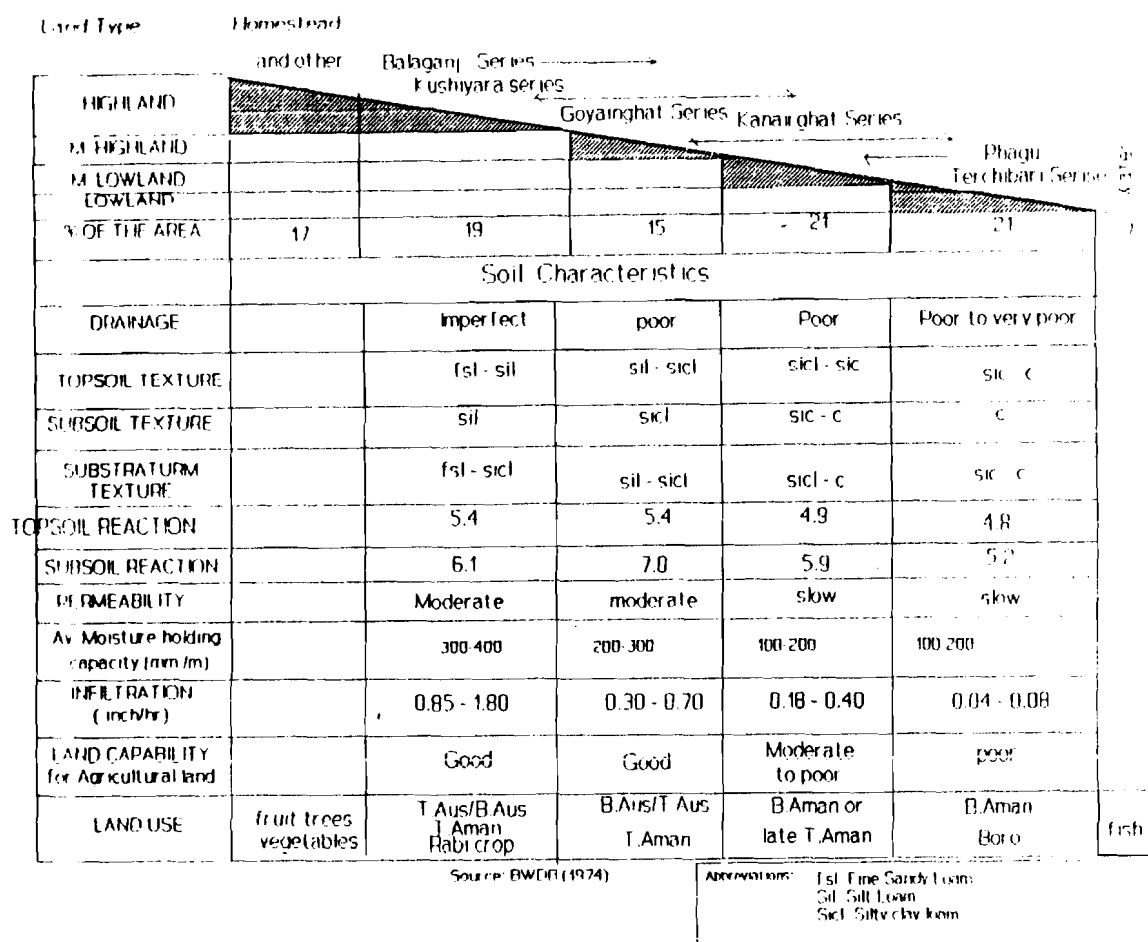 Land Type Homestead
and other Balaganj Series
Kushiyara series
HIGHLAND
Goyainghat Series Kanairghat Series
M. HIGHLAND
Phagu
M. LOWLAND
Terchibari Series
LOWLAND
% OF THE AREA 17 19 15 21 21
Soil Characteristics
DRAINAGE imperfect poor Poor Poor to very poor
TOPSOIL TEXTURE fsl - sil sil - sicl sicl - sic sic c
SUBSOIL TEXTURE sil sicl sic - c c
SUBSTRATURM fsl - sicl sil - sicl sicl - c sic - c
TEXTURE
TOPSOIL REACTION 5.4 5.4 4.9 4.8
SUBSOIL REACTION 6.1 7.0 5.9 5.2
PERMEABILITY Moderate moderate slow slow
Av. Moisture holding 300-400 200-300 100-200 100-200
capacity (mm/m)
INFILTRATION 0.85 - 1.80 0.30 - 0.70 0.18 - 0.40 0.04 - 0.08
(inch/hr)
LAND CAPABILITY Good Good Moderate poor
for Agricultural land to poor
LAND USE fruit trees T.Aus/B.Aus B.Aus/T.Aus B.Aman or B.Aman fish
vegetables T.Aman T.Aman late T.Aman Boro
Rabi crop
Source: BWDB (1974)
Abbreviations: fsl Fine Sandy Loam
Sil Silt Loam
Sicl Silty clay loam